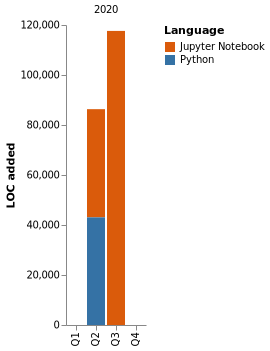 2020
Language
Jupyter Notebook
Python
LOC added
120,000
100,000
80,000
60,000
40,000
20,000
0
Q1
Q2
Q3
Q4